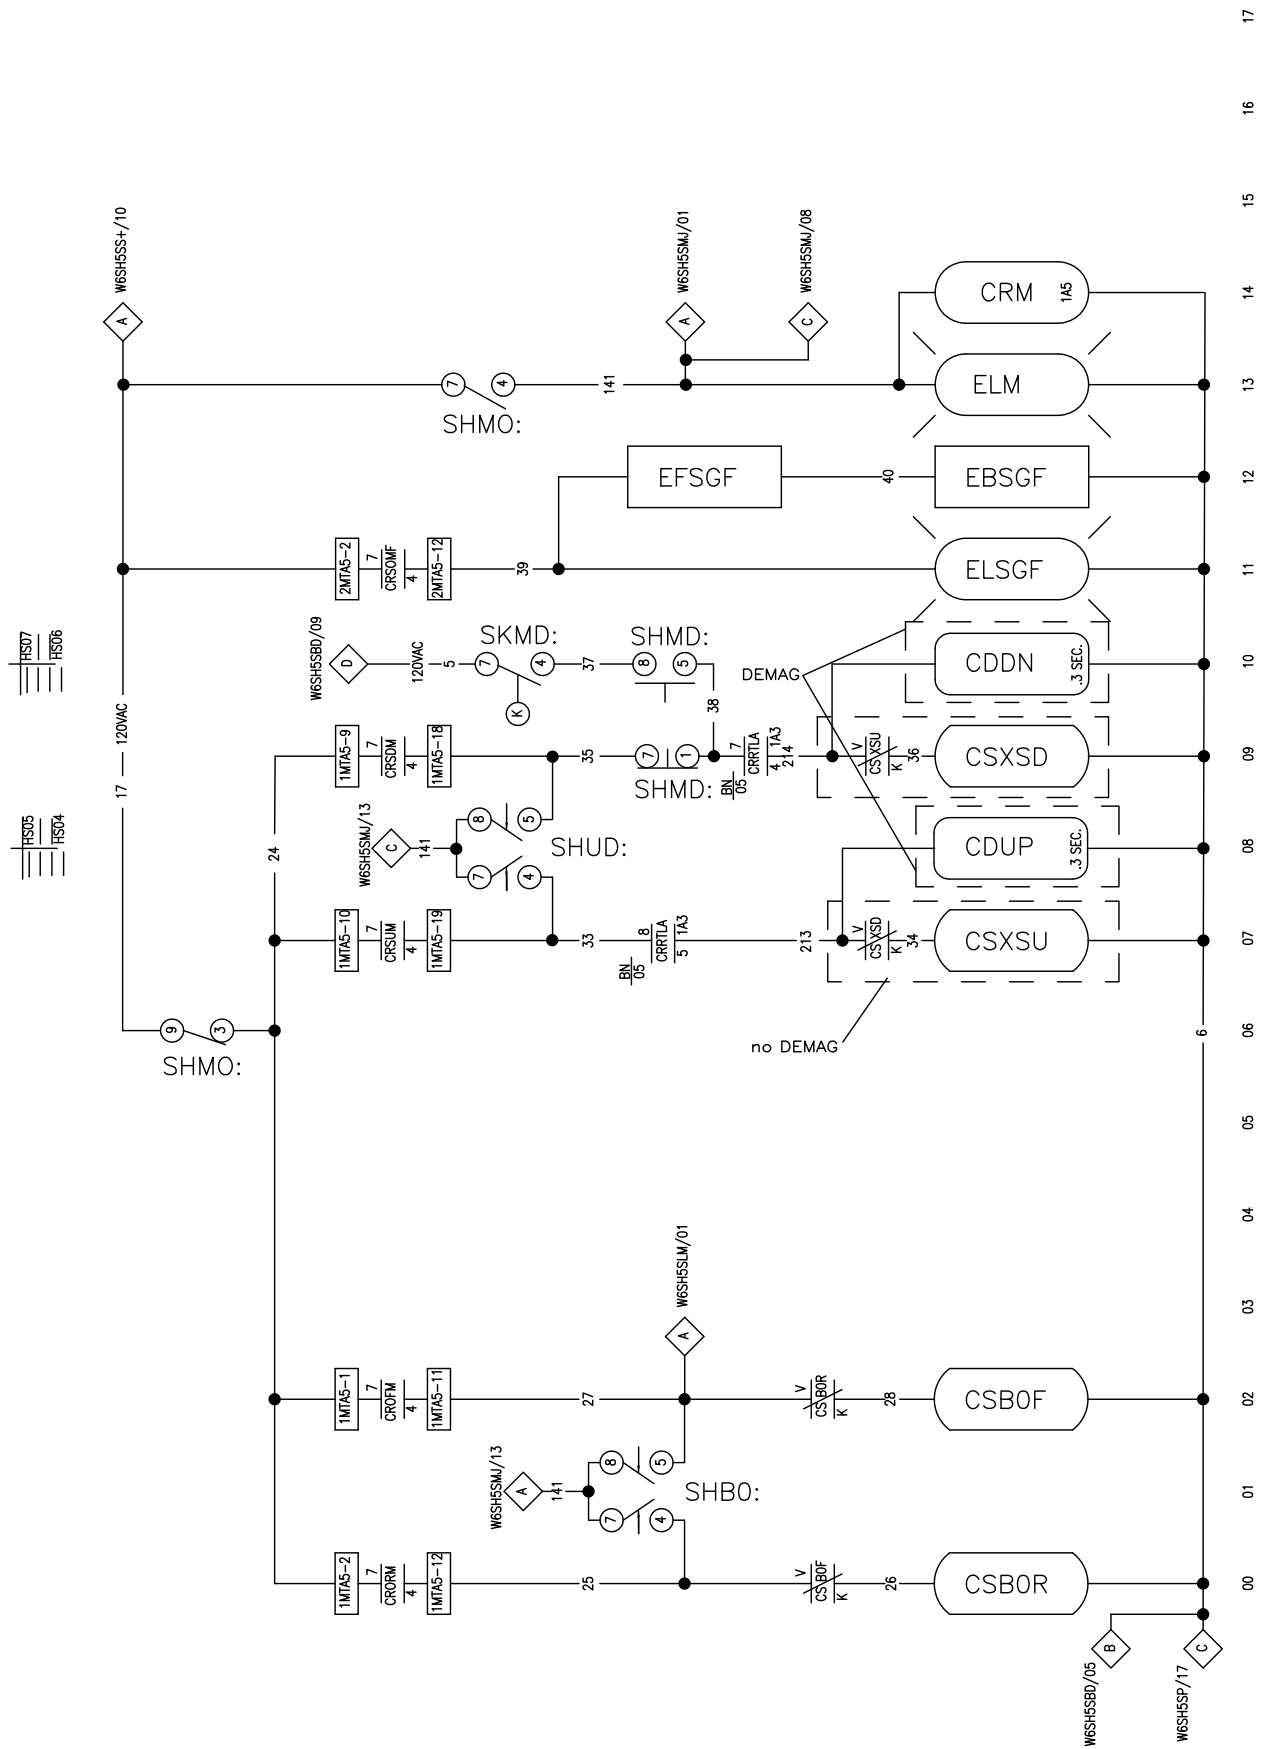 17
16
15
14
13
12
11
10
09
08
07
06
05
04
03
02
01
00
HS07
HS06
HS05
HS04
W6SH5SS+/10
A
17
120VAC
SHMO:
7
4
141
A
W6SH5SMJ/01
C
W6SH5SMJ/08
CRM
1A5
ELM
EFSGF
40
EBSGF
2MTA5-2
7
CRSOMF
4
2MTA5-12
39
ELSGF
W6SH5SBD/09
D
120VAC
5
SKMD:
7
4
K
37
SHMD:
8
5
38
DEMAG
CDDN
.3 SEC.
24
1MTA5-9
7
CRSDM
4
1MTA5-18
35
7
1
SHMD:
BN
05
7
CRRTLA
4
1A3
214
V
CSXSU
K
36
CSXSD
W6SH5SMJ/13
C
141
8
5
7
4
SHUD:
CDUP
.3 SEC.
1MTA5-10
7
CRSUM
4
1MTA5-19
33
BN
05
8
CRRTLA
5
1A3
213
V
CSXSD
K
34
CSXSU
9
3
SHMO:
no DEMAG
6
1MTA5-1
7
CROFM
4
1MTA5-11
27
A
W6SH5SLM/01
V
CSBOR
K
28
CSBOF
W6SH5SMJ/13
A
141
8
5
7
4
SHBO:
1MTA5-2
7
CRORM
4
1MTA5-12
25
V
CSBOF
K
26
CSBOR
B
W6SH5SBD/05
C
W6SH5SP/17